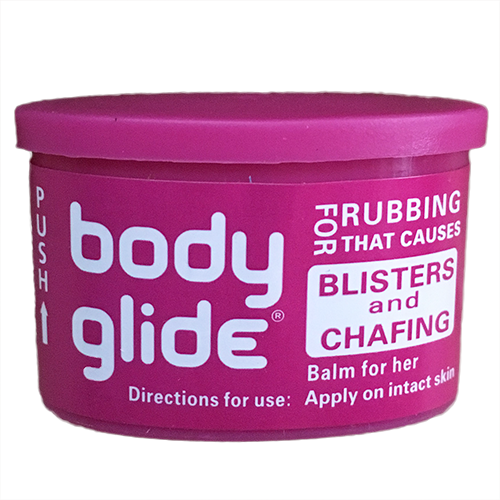 PUSH
body
glide®
FOR
RUBBING
THAT CAUSES
BLISTERS
and
CHAFING
Balm for her
Directions for use: Apply on intact skin